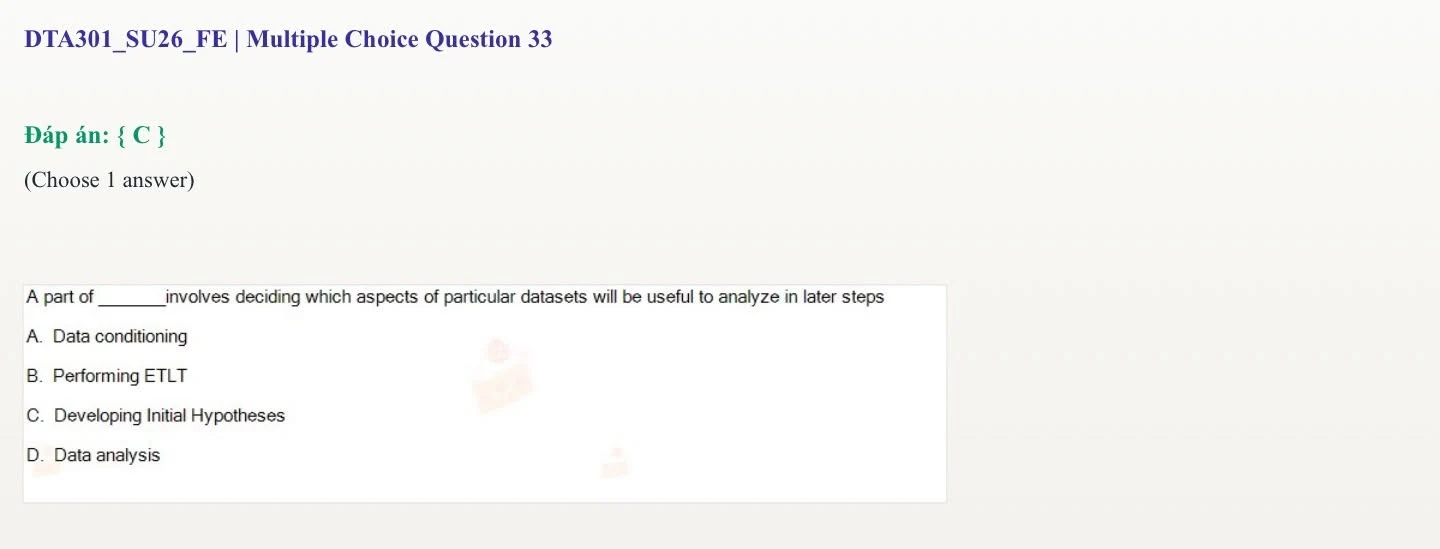 DTA301_SU26_FE | Multiple Choice Question 33
Đáp án: { C }
(Choose 1 answer)
A part of _______involves deciding which aspects of particular datasets will be useful to analyze in later steps
A. Data conditioning
B. Performing ETLT
C. Developing Initial Hypotheses
D. Data analysis